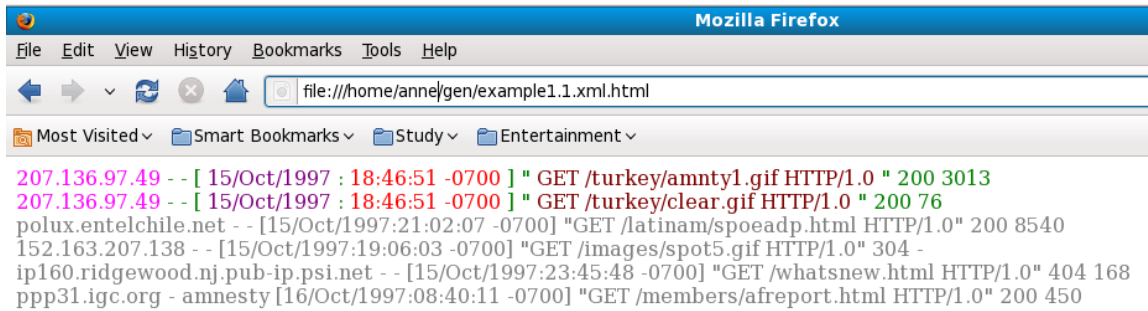 Mozilla Firefox
File Edit View History Bookmarks Tools Help
file:///home/anne/gen/example1.1.xml.html
Most Visited Smart Bookmarks Study Entertainment
207.136.97.49 - - [ 15/Oct/1997 : 18:46:51 -0700 ] " GET /turkey/amnty1.gif HTTP/1.0 " 200 3013
207.136.97.49 - - [ 15/Oct/1997 : 18:46:51 -0700 ] " GET /turkey/clear.gif HTTP/1.0 " 200 76
polux.entelchile.net - - [15/Oct/1997:21:02:07 -0700] "GET /latinam/spoeadp.html HTTP/1.0" 200 8540
152.163.207.138 - - [15/Oct/1997:19:06:03 -0700] "GET /images/spot5.gif HTTP/1.0" 304 -
ip160.ridgewood.nj.pub-ip.psi.net - - [15/Oct/1997:23:45:48 -0700] "GET /whatsnew.html HTTP/1.0" 404 168
ppp31.igc.org - amnesty [16/Oct/1997:08:40:11 -0700] "GET /members/afreport.html HTTP/1.0" 200 450